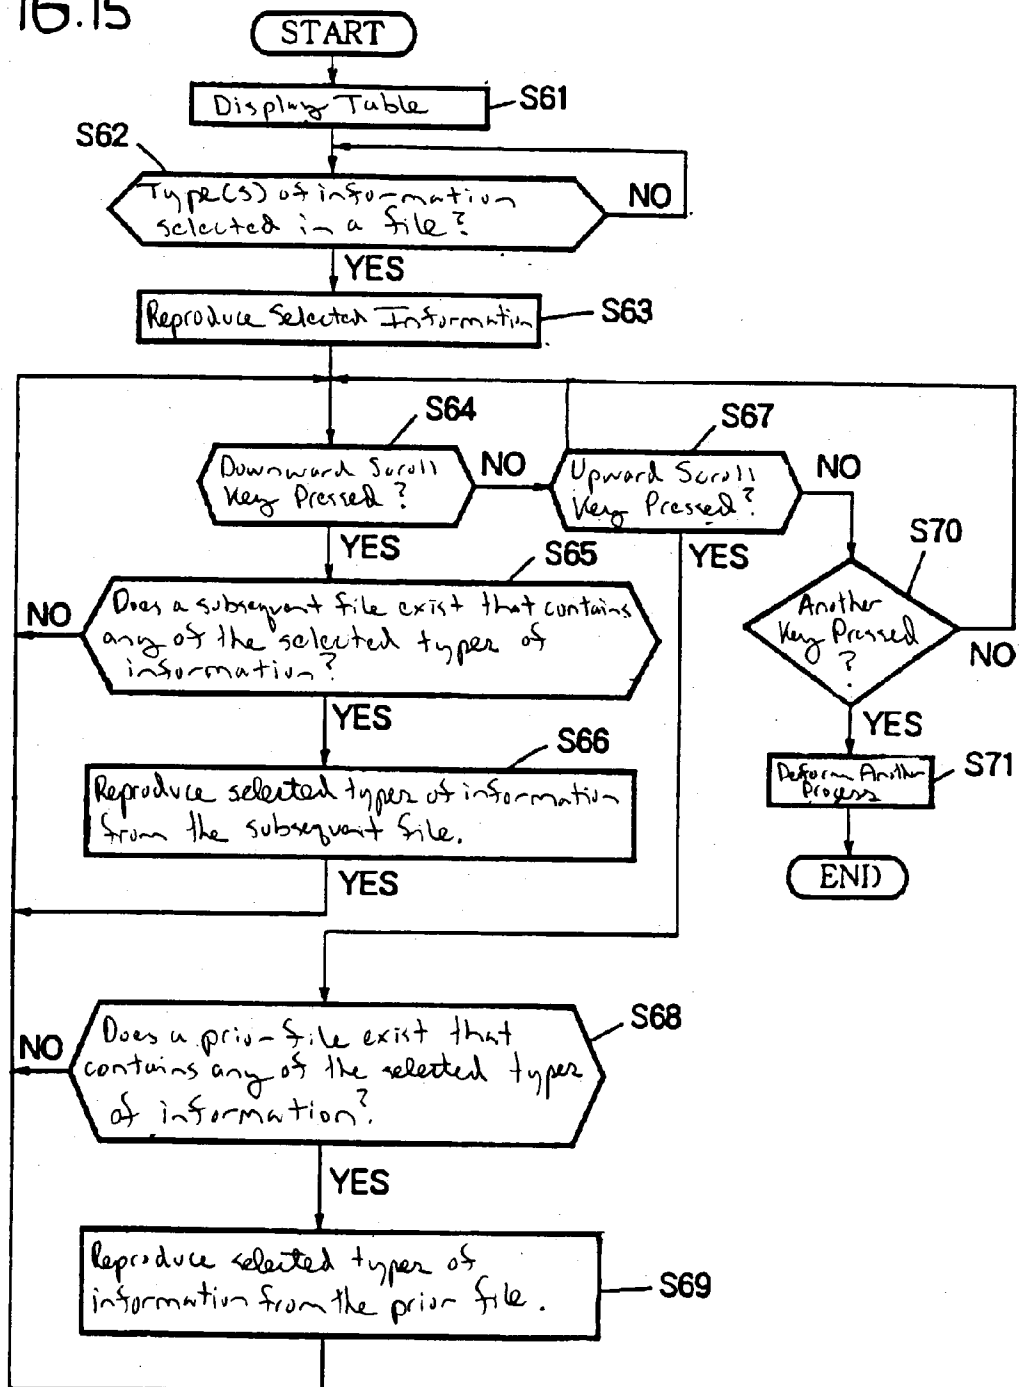 IG.15
START
Display Table
S61
S62
Type(s) of information
selected in a file?
NO
YES
Reproduce Selected Information
S63
S64
Downward Scroll
Key Pressed?
NO
YES
S67
Upward Scroll
Key Pressed?
NO
YES
S70
Another
Key Pressed
?
NO
YES
S65
Does a subsequent file exist that contains
any of the selected types of
information?
NO
YES
S66
Reproduce selected types of information
from the subsequent file.
YES
Perform Another
Process
S71
END
S68
Does a prior file exist that
contains any of the selected types
of information?
NO
YES
Reproduce selected types of
information from the prior file.
S69